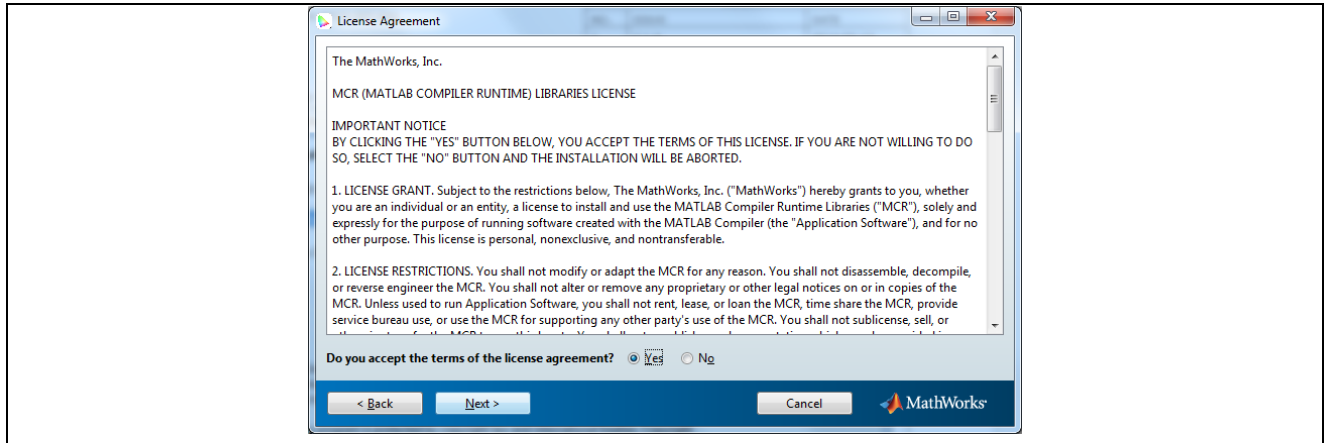 License Agreement
The MathWorks, Inc.
MCR (MATLAB COMPILER RUNTIME) LIBRARIES LICENSE
IMPORTANT NOTICE
BY CLICKING THE "YES" BUTTON BELOW, YOU ACCEPT THE TERMS OF THIS LICENSE. IF YOU ARE NOT WILLING TO DO
SO, SELECT THE "NO" BUTTON AND THE INSTALLATION WILL BE ABORTED.
1. LICENSE GRANT. Subject to the restrictions below, The MathWorks, Inc. ("MathWorks") hereby grants to you, whether
you are an individual or an entity, a license to install and use the MATLAB Compiler Runtime Libraries ("MCR"), solely and
expressly for the purpose of running software created with the MATLAB Compiler (the "Application Software"), and for no
other purpose. This license is personal, nonexclusive, and nontransferable.
2. LICENSE RESTRICTIONS. You shall not modify or adapt the MCR for any reason. You shall not disassemble, decompile,
or reverse engineer the MCR. You shall not alter or remove any proprietary or other legal notices on or in copies of the
MCR. Unless used to run Application Software, you shall not rent, lease, or loan the MCR, time share the MCR, provide
service bureau use, or use the MCR for supporting any other party's use of the MCR. You shall not sublicense, sell, or
Do you accept the terms of the license agreement? Yes No
< Back Next > Cancel MathWorks